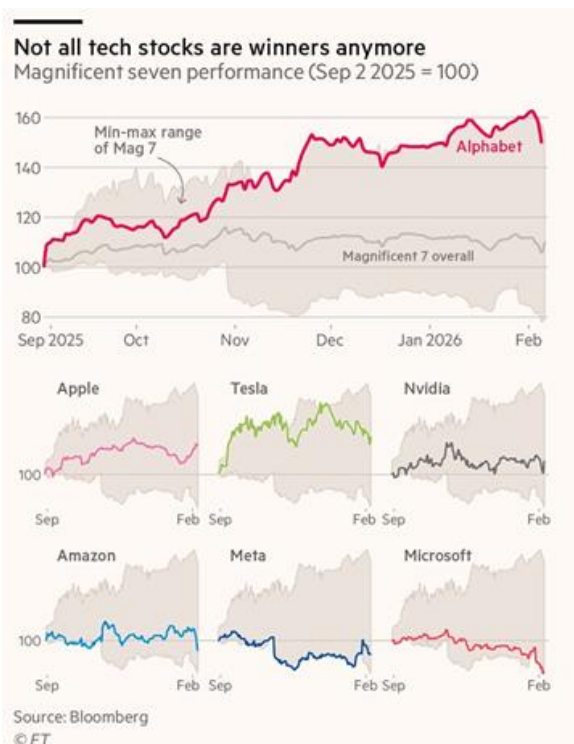 Not all tech stocks are winners anymore
Magnificent seven performance (Sep 2 2025 = 100)
160
Min-max range
of Mag 7
140
Alphabet
120
Magnificent 7 overall
100
80
Sep 2025 Oct Nov Dec Jan 2026 Feb
Apple Tesla Nvidia
100
Sep Feb Sep Feb Sep Feb
Amazon Meta Microsoft
100
Sep Feb Sep Feb Sep Feb
Source: Bloomberg
© FT